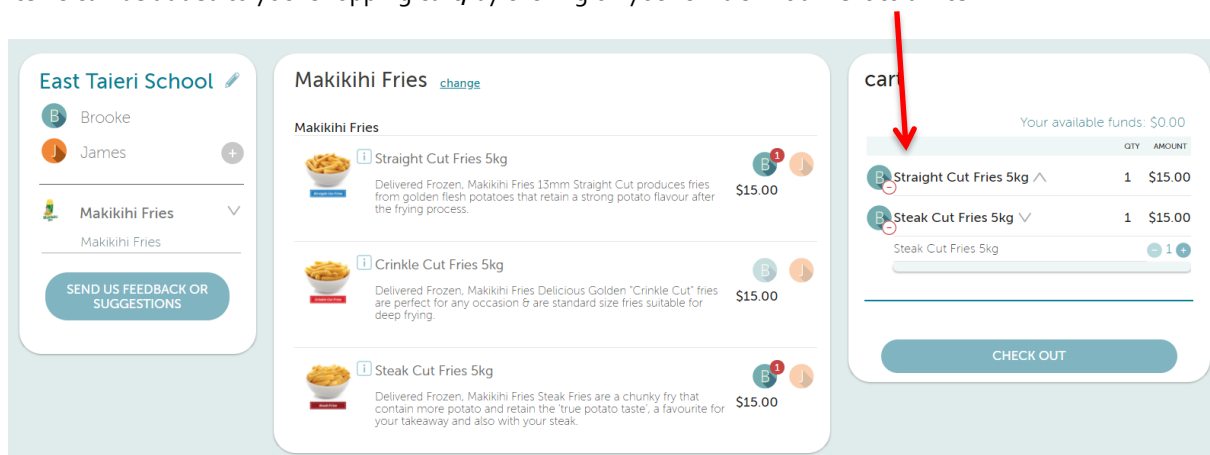 East Taieri School
B Brooke
J James +
Makikihi Fries
Makikihi Fries
SEND US FEEDBACK OR
SUGGESTIONS
Makikihi Fries change
Makikihi Fries
i Straight Cut Fries 5kg
B 1 J
Delivered Frozen, Makikihi Fries 13mm Straight Cut produces fries
from golden flesh potatoes that retain a strong potato flavour after
the frying process.
$15.00
i Crinkle Cut Fries 5kg
B J
Delivered Frozen, Makikihi Fries Delicious Golden "Crinkle Cut" fries
are perfect for any occasion & are standard size fries suitable for
deep frying.
$15.00
i Steak Cut Fries 5kg
B 1 J
Delivered Frozen, Makikihi Fries Steak Fries are a chunky fry that
contain more potato and retain the 'true potato taste', a favourite for
your takeaway and also with your steak.
$15.00
cart
Your available funds: $0.00
QTY AMOUNT
B Straight Cut Fries 5kg 1 $15.00
B Steak Cut Fries 5kg 1 $15.00
Steak Cut Fries 5kg - 1 +
CHECK OUT